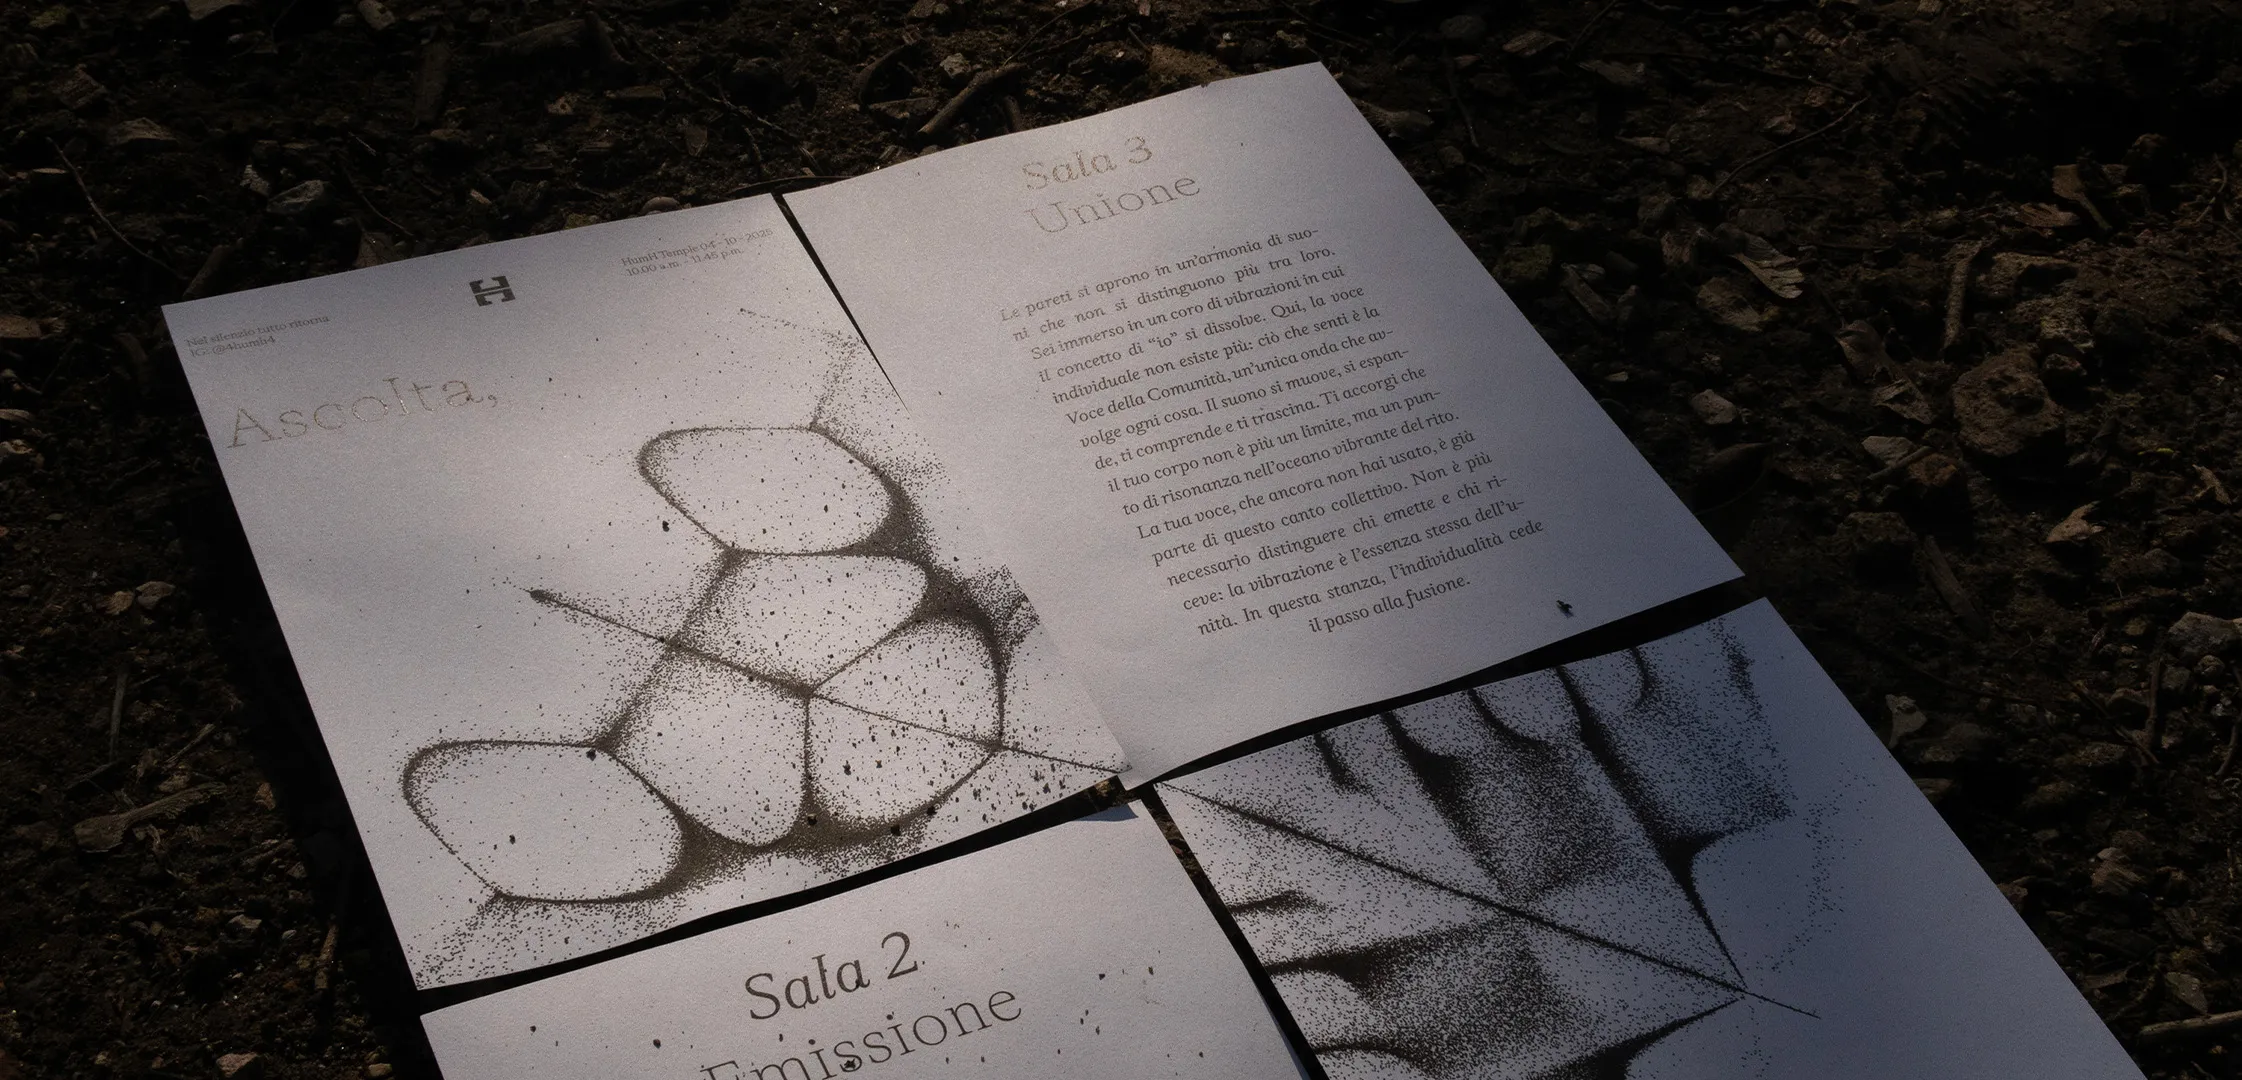 Nel silenzio tutto ritorna
IG: @4humh4
HumH Temple 04 - 10 - 2025
10.00 a.m. - 11.45 p.m.
Ascolta,
Sala 3
Unione
Le pareti si aprono in un'armonia di suo-
ni che non si distinguono più tra loro.
Sei immerso in un coro di vibrazioni in cui
il concetto di “io” si dissolve. Qui, la voce
individuale non esiste più: ciò che senti è la
Voce della Comunità, un'unica onda che av-
volge ogni cosa. Il suono si muove, si espan-
de, ti comprende e ti trascina. Ti accorgi che
il tuo corpo non è più un limite, ma un pun-
to di risonanza nell'oceano vibrante del rito.
La tua voce, che ancora non hai usato, è già
parte di questo canto collettivo. Non è più
necessario distinguere chi emette e chi ri-
ceve: la vibrazione è l'essenza stessa dell'u-
nità. In questa stanza, l'individualità cede
il passo alla fusione.
Sala 2
Emissione